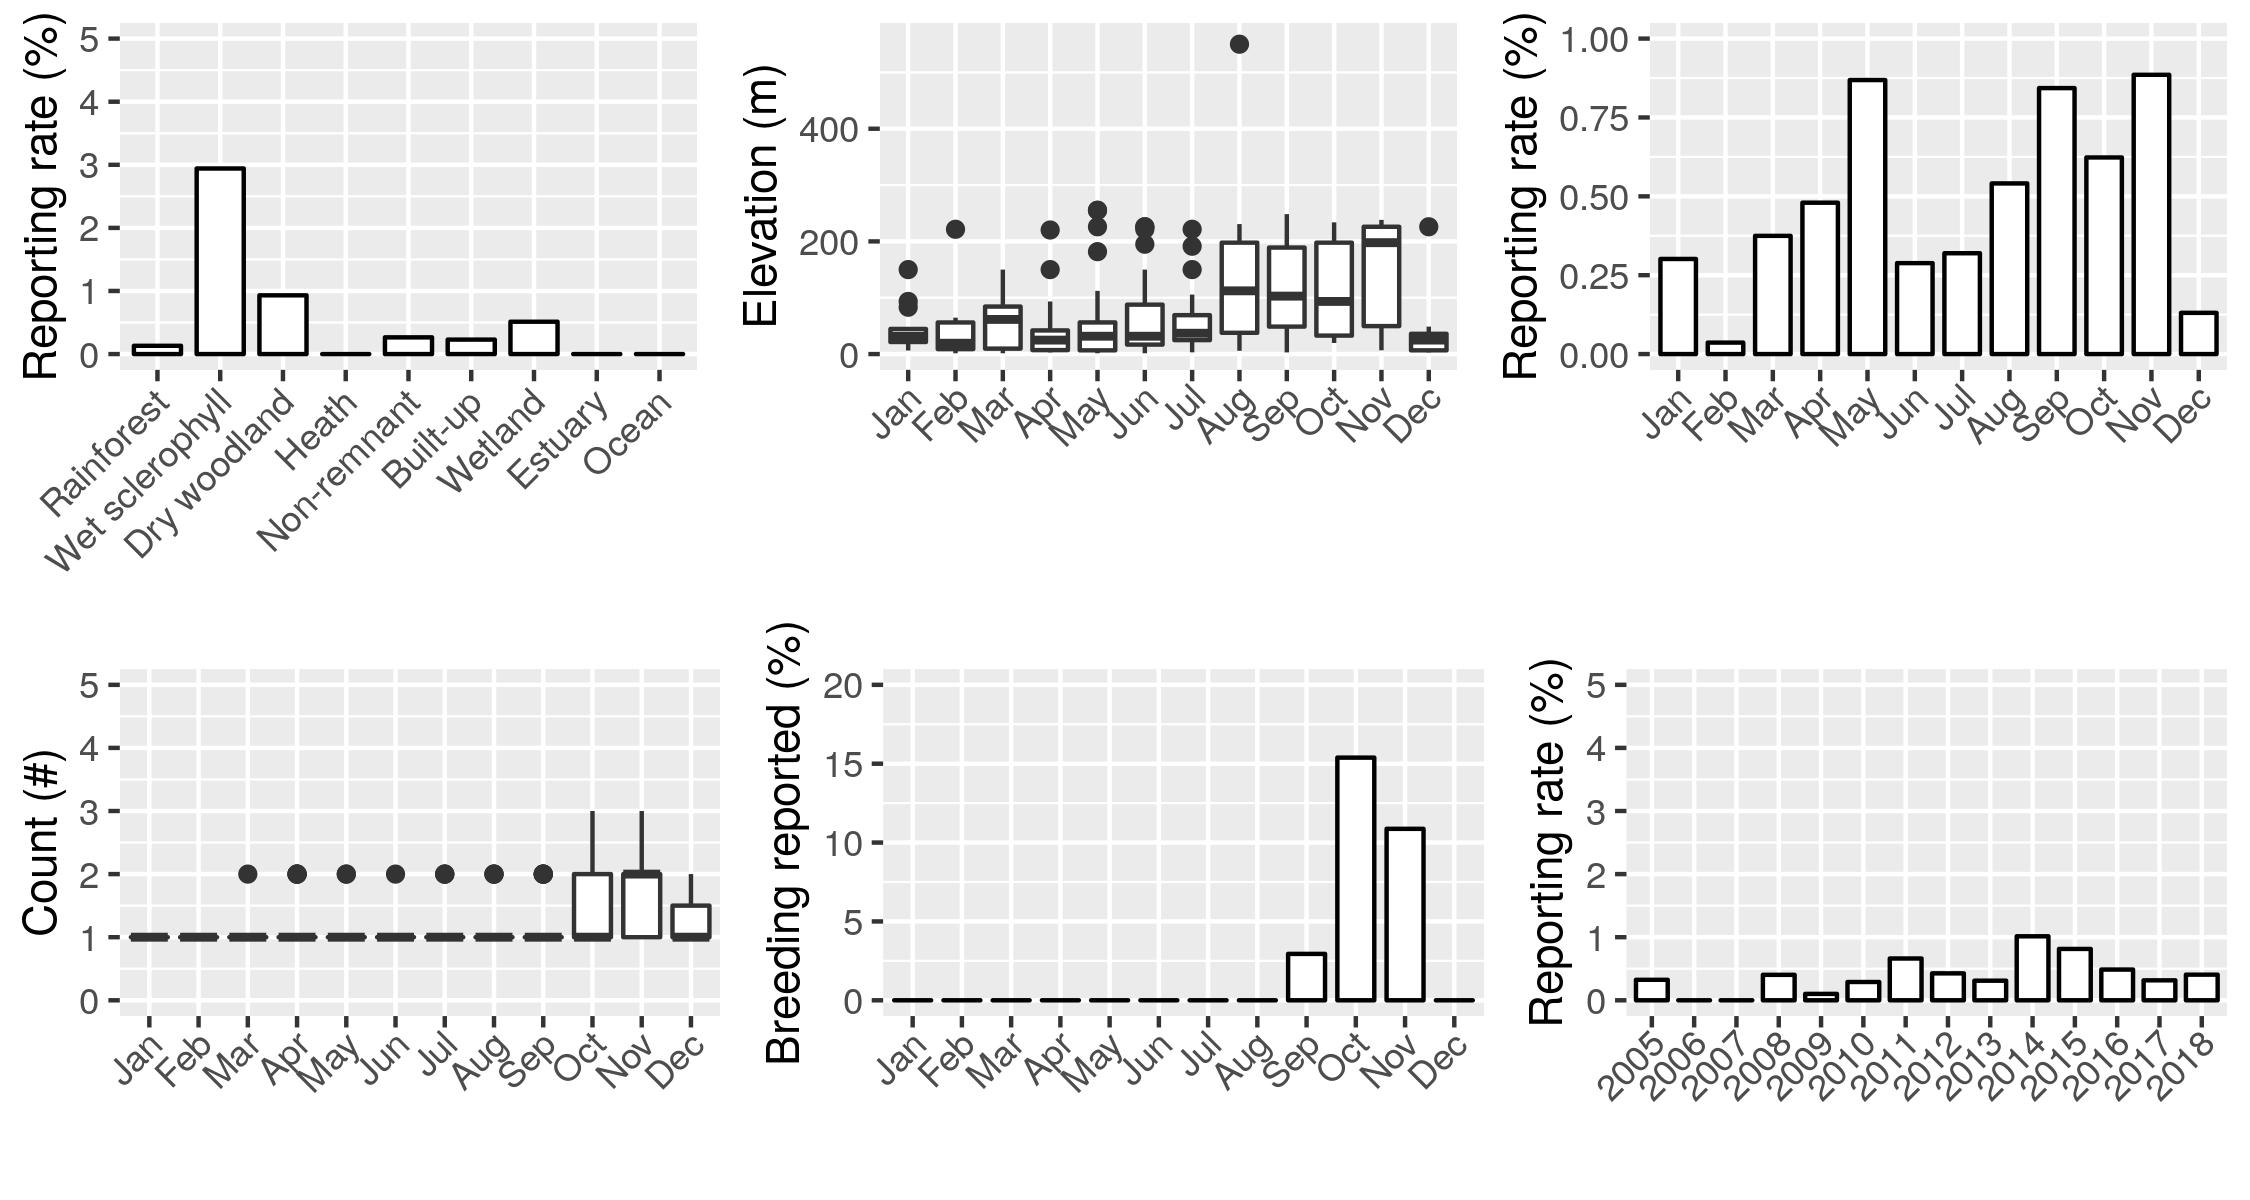 Reporting rate (%)
5
4
3
2
1
0
Rainforest
Wet sclerophyll
Dry woodland
Heath
Non-remnant
Built-up
Wetland
Estuary
Ocean
Elevation (m)
400
200
0
Jan
Feb
Mar
Apr
May
Jun
Jul
Aug
Sep
Oct
Nov
Dec
Reporting rate (%)
1.00
0.75
0.50
0.25
0.00
Jan
Feb
Mar
Apr
May
Jun
Jul
Aug
Sep
Oct
Nov
Dec
Count (#)
5
4
3
2
1
0
Jan
Feb
Mar
Apr
May
Jun
Jul
Aug
Sep
Oct
Nov
Dec
Breeding reported (%)
20
15
10
5
0
Jan
Feb
Mar
Apr
May
Jun
Jul
Aug
Sep
Oct
Nov
Dec
Reporting rate (%)
5
4
3
2
1
0
2005
2006
2007
2008
2009
2010
2011
2012
2013
2014
2015
2016
2017
2018